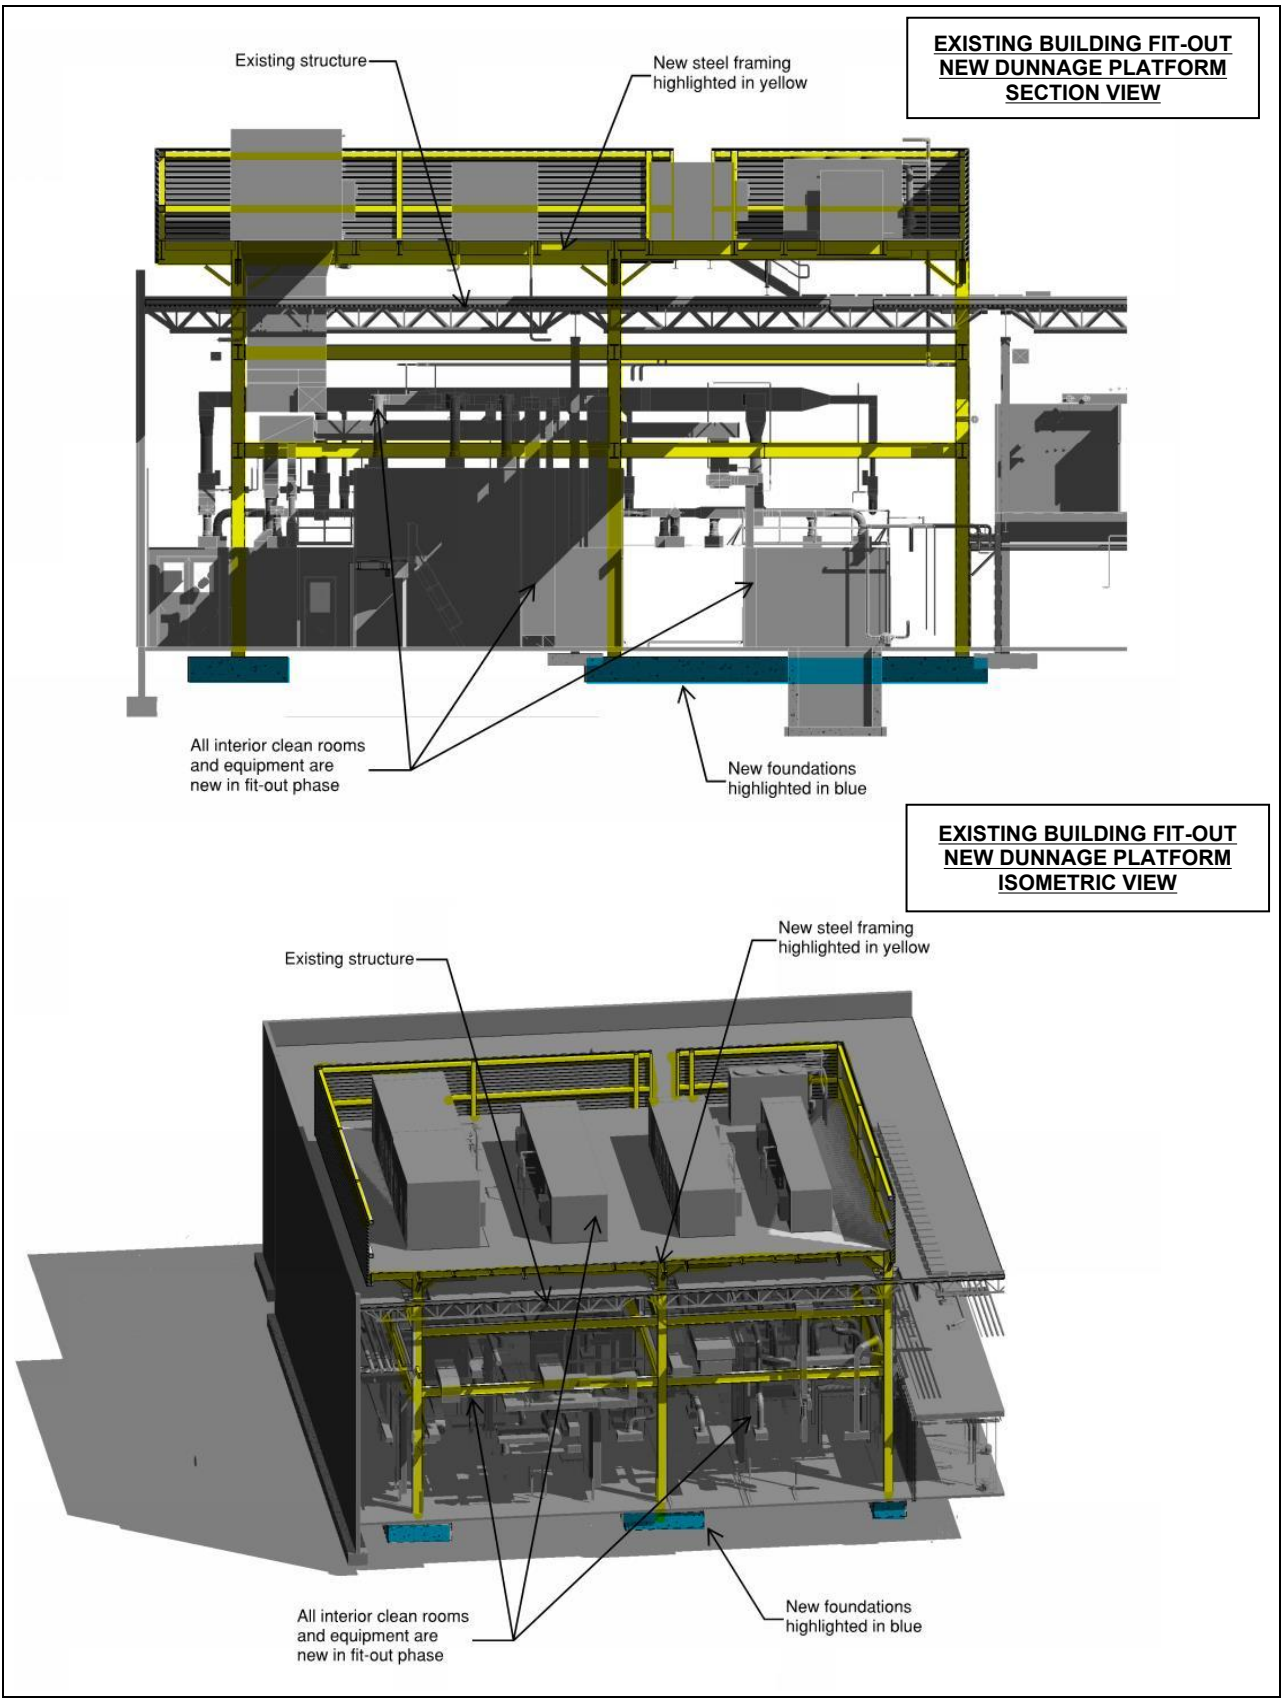 EXISTING BUILDING FIT-OUT
NEW DUNNAGE PLATFORM
SECTION VIEW
Existing structure
New steel framing
highlighted in yellow
All interior clean rooms
and equipment are
new in fit-out phase
New foundations
highlighted in blue
EXISTING BUILDING FIT-OUT
NEW DUNNAGE PLATFORM
ISOMETRIC VIEW
Existing structure
New steel framing
highlighted in yellow
All interior clean rooms
and equipment are
new in fit-out phase
New foundations
highlighted in blue